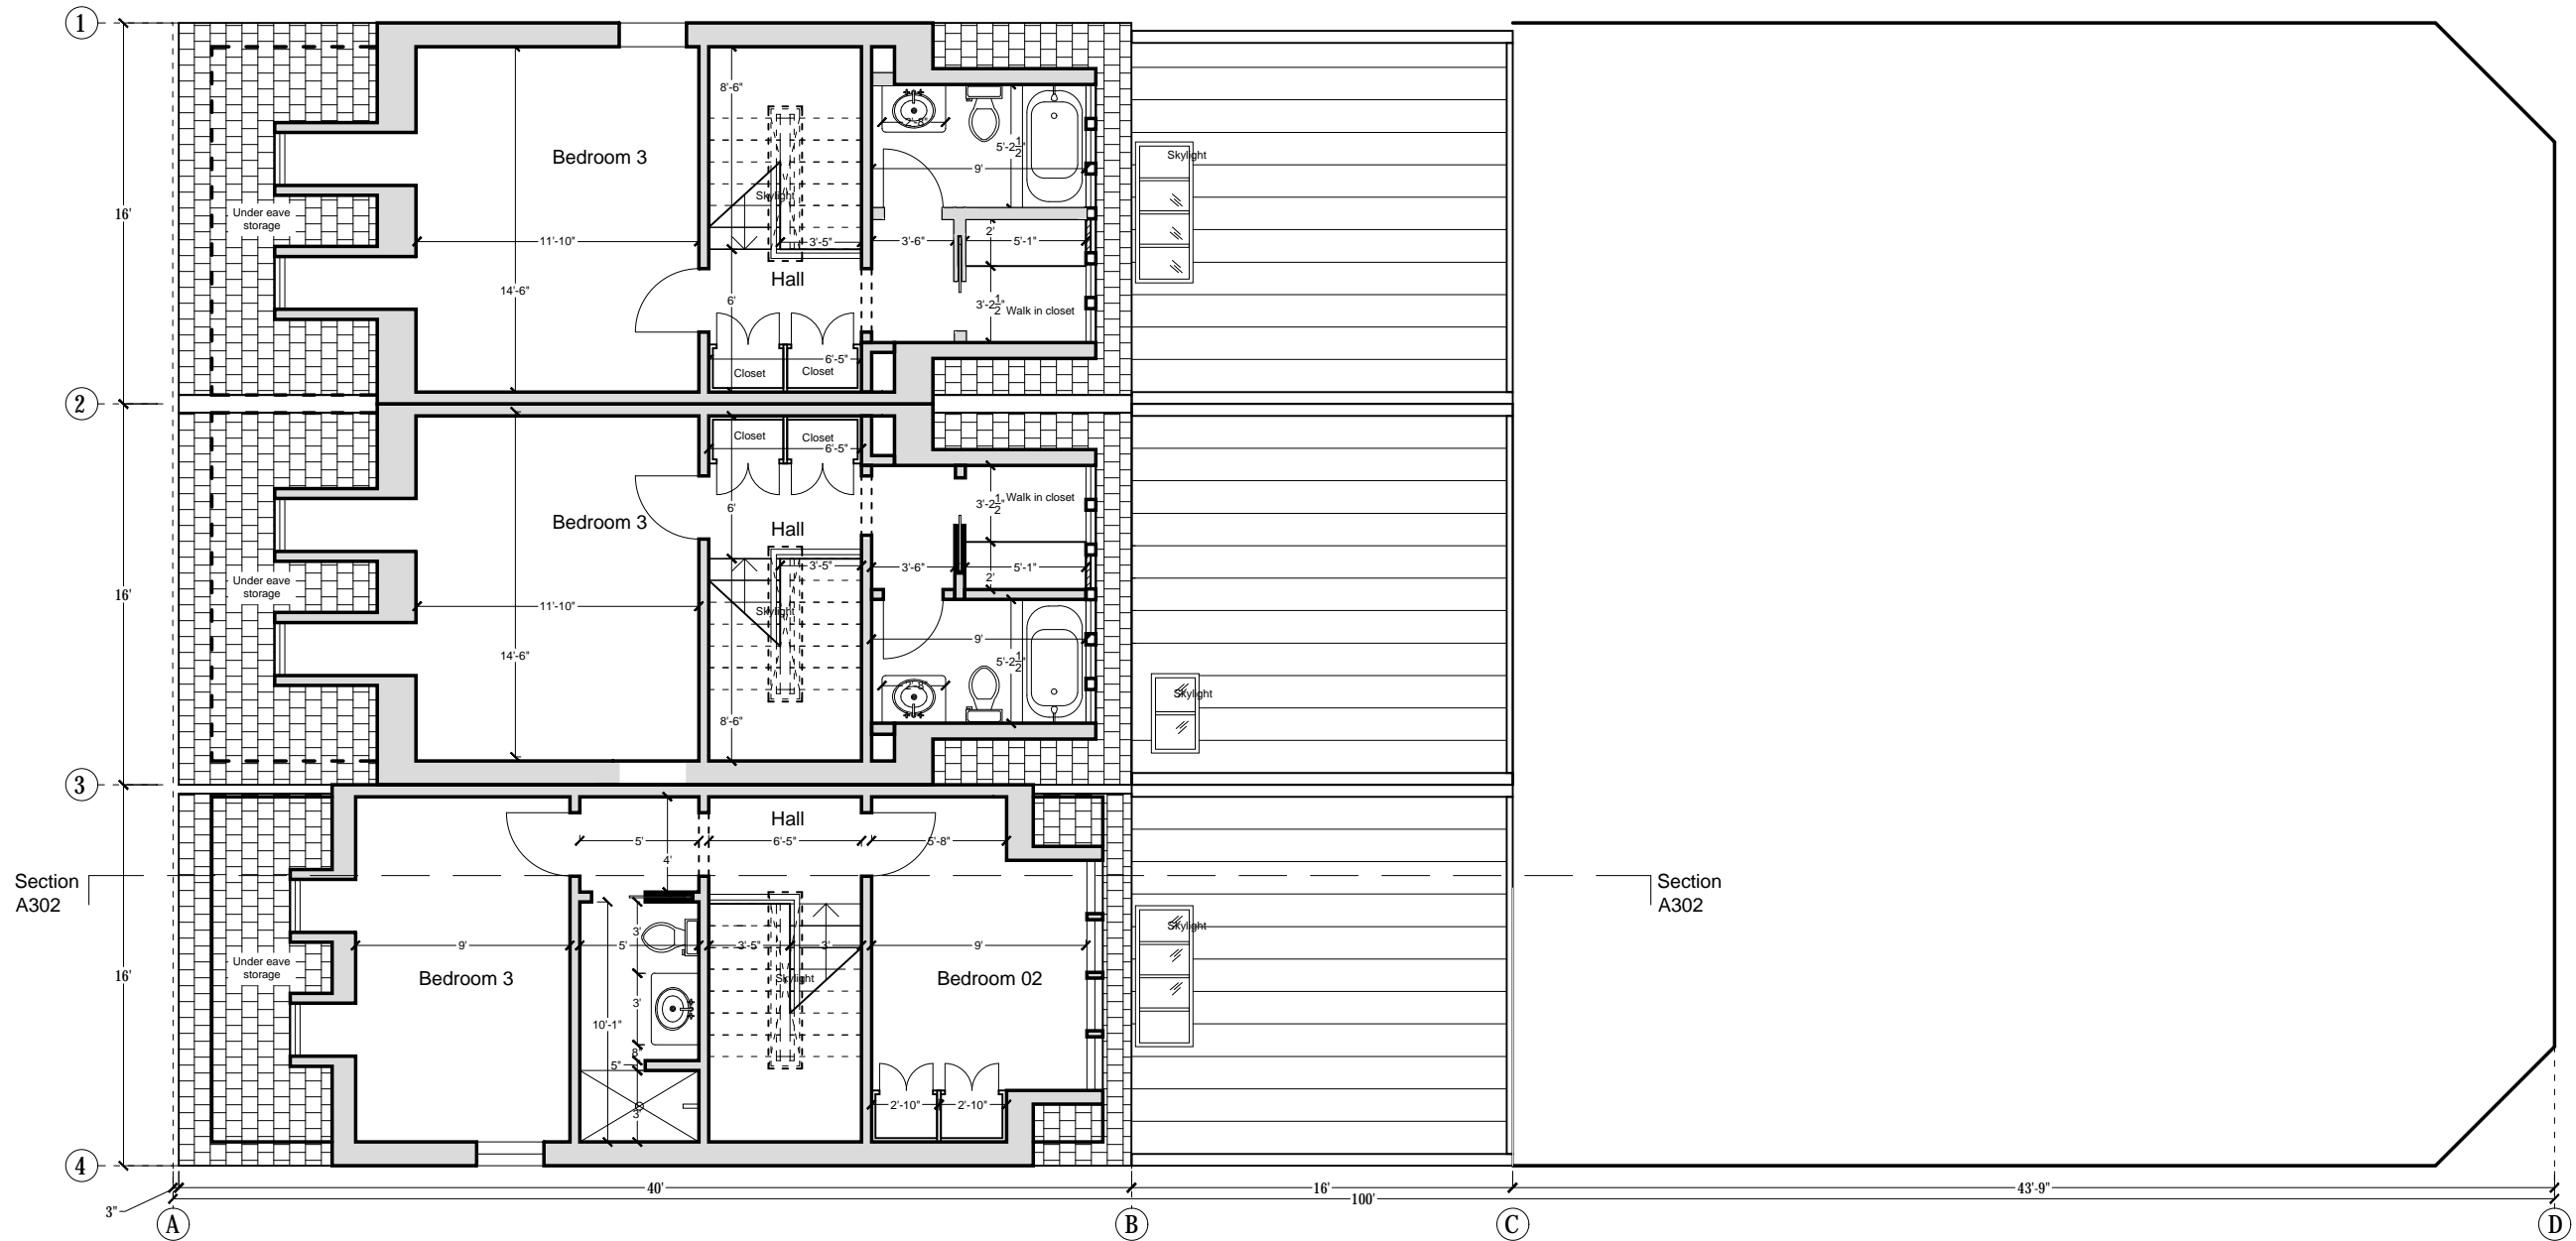 1
8'-6"
2'-8"
5'-2 1/2"
Skylight
Bedroom 3
9'
Skylight
16'
Under eave
storage
11'-10"
3'-5"
3'-6"
2'
5'-1"
Hall
14'-6"
6'
3'-2 1/2"
Walk in closet
6'-5"
Closet
Closet
2
Closet
Closet
6'-5"
3'-2 1/2"
Walk in closet
6'
Bedroom 3
Hall
3'-5"
3'-6"
5'-1"
2'
Under eave
storage
16'
11'-10"
Skylight
9'
14'-6"
5'-2 1/2"
2'-8"
Skylight
8'-6"
3
Hall
5'
6'-5"
5'-8"
4'
Section
A302
Section
A302
Skylight
3'
9'
5'
3'-5"
3'
9'
Under eave
storage
16'
Bedroom 3
Skylight
Bedroom 02
3'
10'-1"
8"
5"
3'
2'-10"
2'-10"
4
40'
16'
43'-9"
100'
3"
A
B
C
D